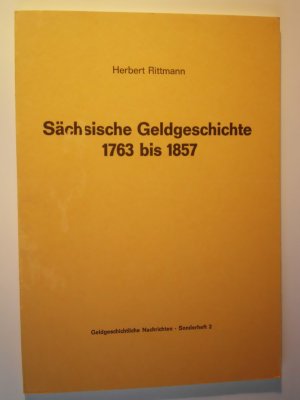 Herbert Rittmann
Sächsische Geldgeschichte
1763 bis 1857
Geldgeschichtliche Nachrichten - Sonderheft 2